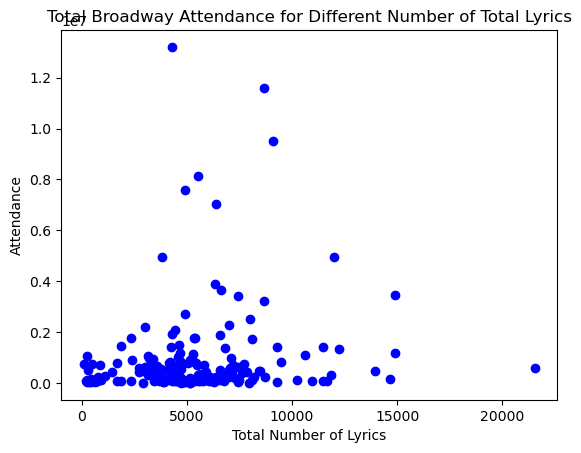 Total Broadway Attendance for Different Number of Total Lyrics
1e7
1.2
1.0
0.8
0.6
0.4
0.2
0.0
Attendance
0 5000 10000 15000 20000
Total Number of Lyrics